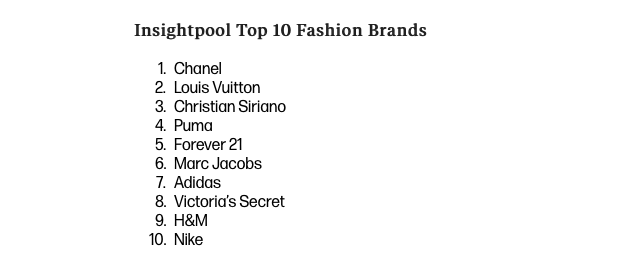 Insightpool Top 10 Fashion Brands
1. Chanel
2. Louis Vuitton
3. Christian Siriano
4. Puma
5. Forever 21
6. Marc Jacobs
7. Adidas
8. Victoria's Secret
9. H&M
10. Nike